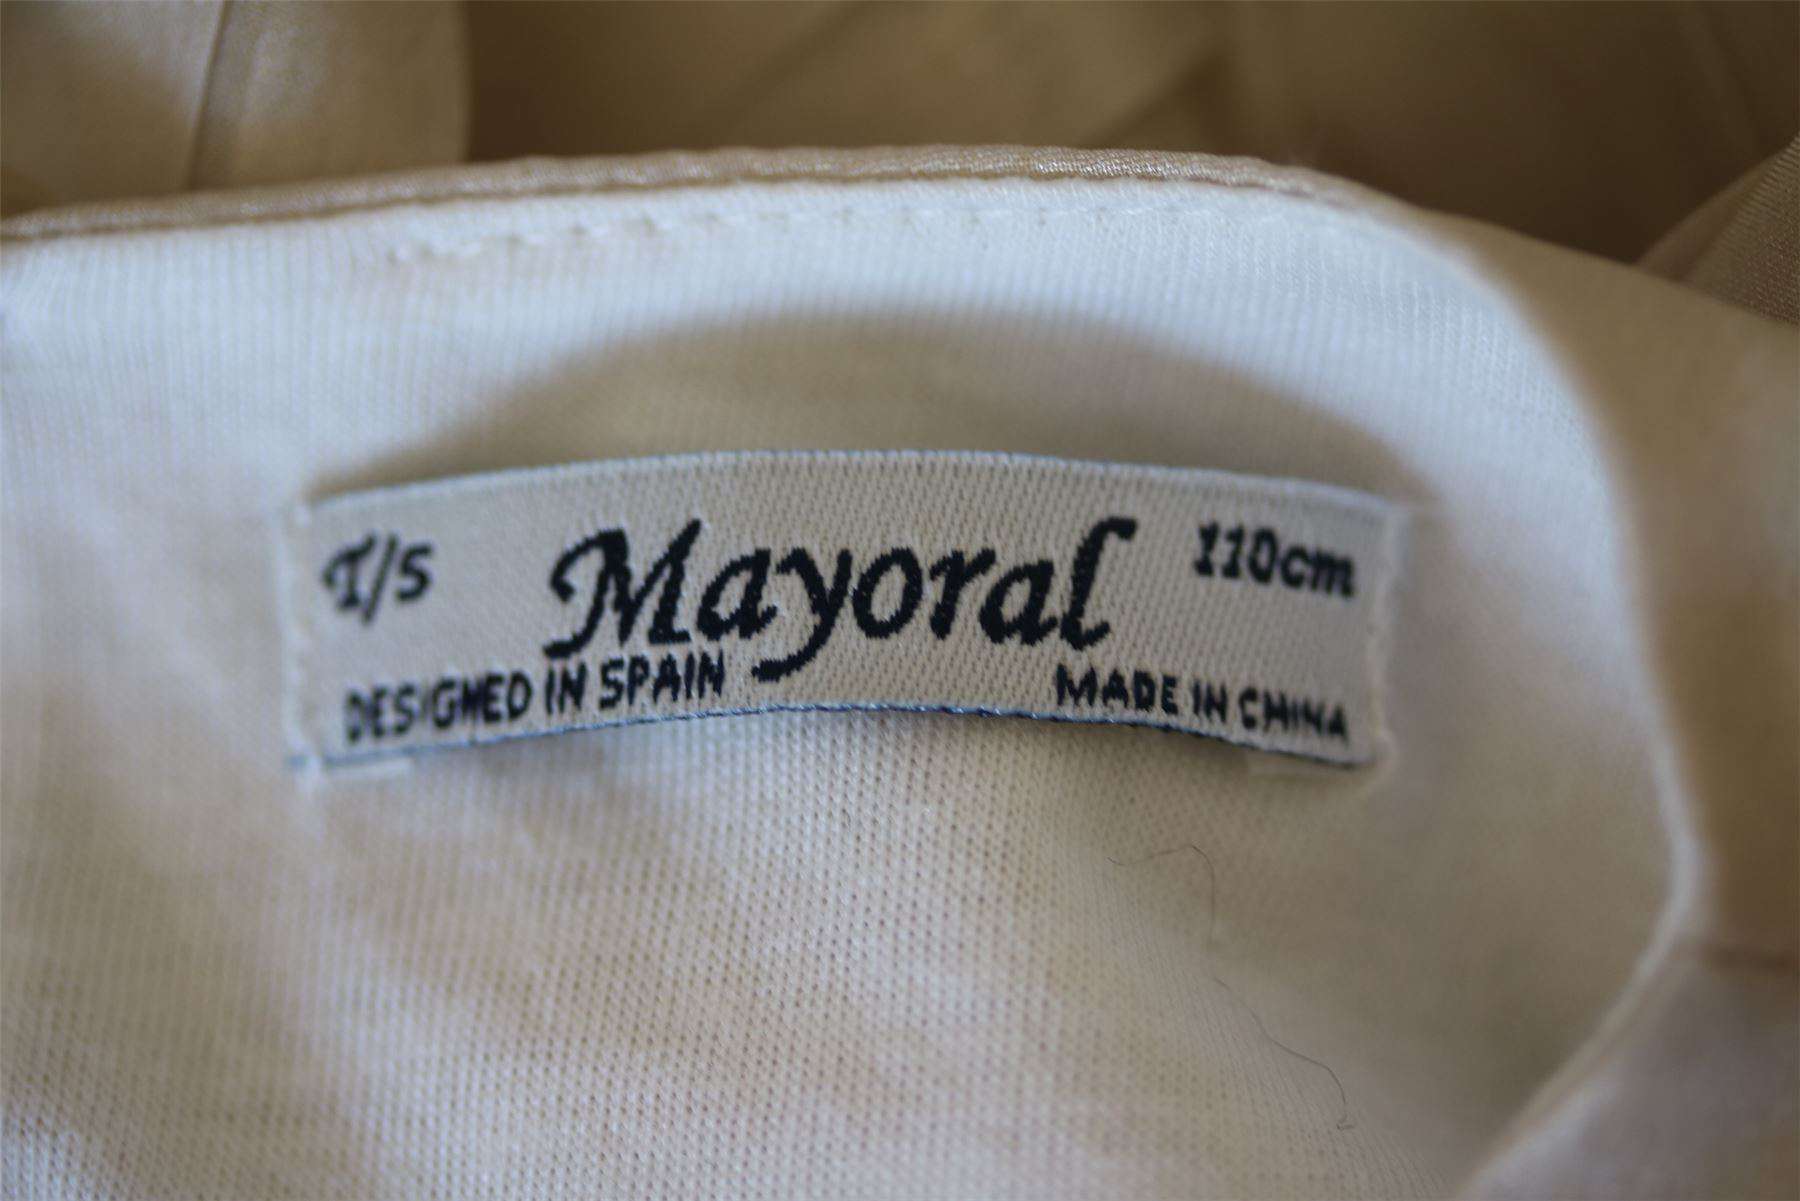 T/5 Mayoral 110cm
DESIGNED IN SPAIN MADE IN CHINA